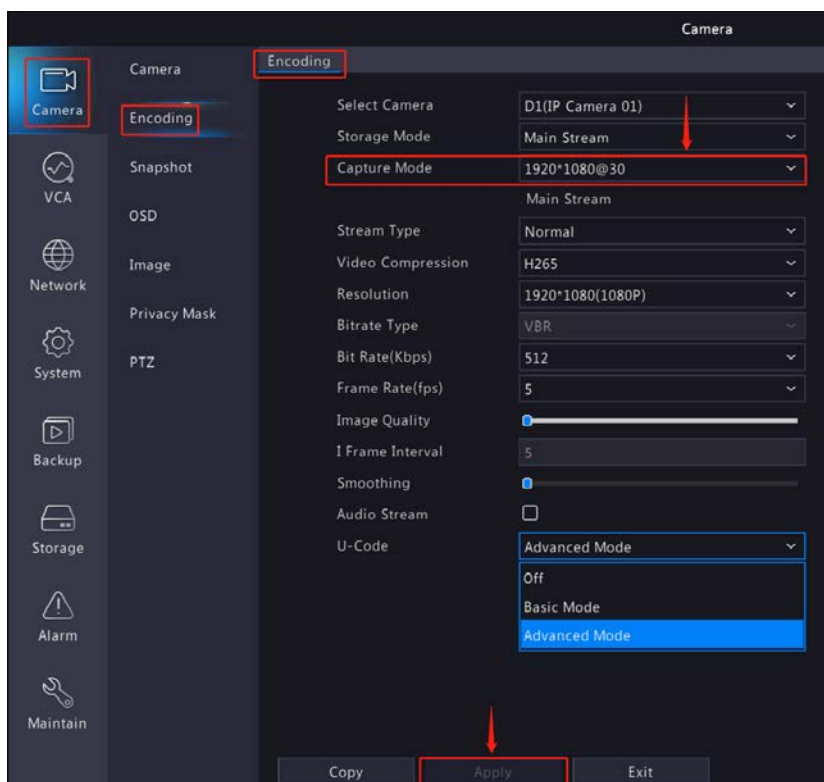 Camera
Camera
VCA
Network
System
Backup
Storage
Alarm
Maintain
Camera
Encoding
Snapshot
OSD
Image
Privacy Mask
PTZ
Encoding
Select Camera D1(IP Camera 01)
Storage Mode Main Stream
Capture Mode 1920*1080@30
Main Stream
Stream Type Normal
Video Compression H265
Resolution 1920*1080(1080P)
Bitrate Type VBR
Bit Rate(Kbps) 512
Frame Rate(fps) 5
Image Quality
I Frame Interval 5
Smoothing
Audio Stream
U-Code Advanced Mode
Off
Basic Mode
Advanced Mode
Copy Apply Exit